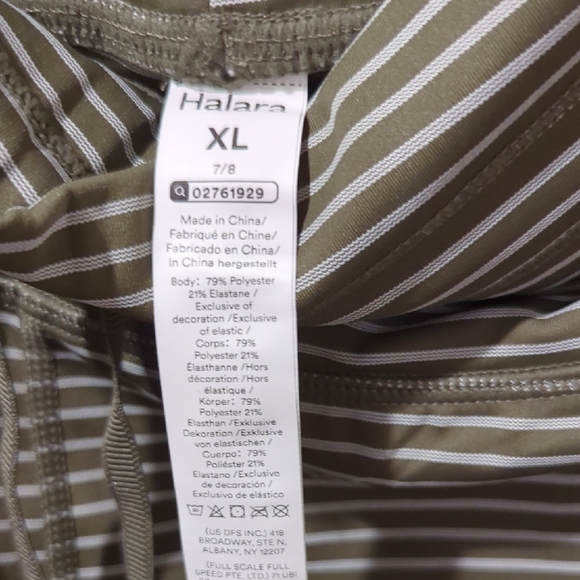 Halara
XL
7/8
02761929
Made in China/
Fabriqué en Chine/
Fabricado en China/
In China hergestellt
Body: 79% Polyester
21% Elastane /
Exclusive of
decoration /Exclusive
of elastic /
Corps: 79%
Polyester 21%
Élasthanne /Hors
décoration /Hors
élastique /
Körper: 79%
Polyester 21%
Elasthan /Exklusive
Dekoration /Exklusive
von elastischen /
Cuerpo: 79%
Poliéster 21%
Elastano /Exclusivo
de decoración /
Exclusivo de elástico
(US DFS INC.) 418
BROADWAY, STE N,
ALBANY, NY 12207
(FULL SCALE FULL
SPEED PTE. LTD.) 71 UBI